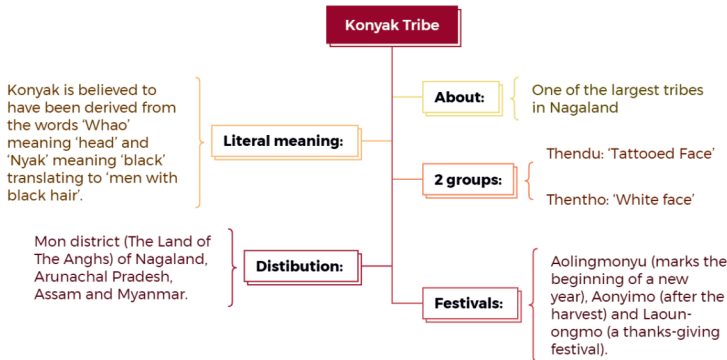 Konyak Tribe
Konyak is believed to
have been derived from
the words ‘Whao’
meaning ‘head’ and
‘Nyak’ meaning ‘black’
translating to ‘men with
black hair’.
Literal meaning:
About:
One of the largest tribes
in Nagaland
2 groups:
Thendu: ‘Tattooed Face’
Thentho: ‘White face’
Mon district (The Land of
The Anghs) of Nagaland,
Arunachal Pradesh,
Assam and Myanmar.
Distibution:
Festivals:
Aolingmonyu (marks the
beginning of a new
year), Aonyimo (after the
harvest) and Laoun-
ongmo (a thanks-giving
festival).